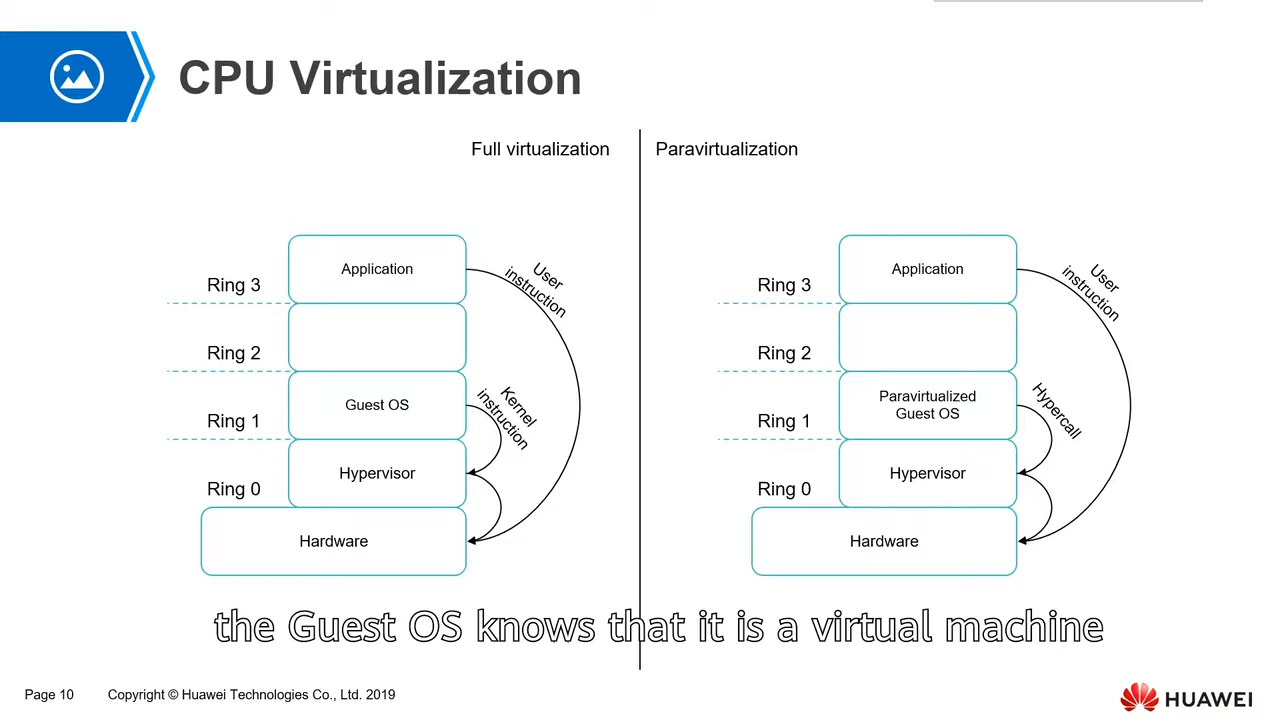 CPU Virtualization
Full virtualization
Paravirtualization
Application
User
instruction
Ring 3
Ring 2
Guest OS
Kernel
instruction
Ring 1
Hypervisor
Ring 0
Hardware
Application
User
instruction
Ring 3
Ring 2
Paravirtualized
Guest OS
Hypercall
Ring 1
Hypervisor
Ring 0
Hardware
the Guest OS knows that it is a virtual machine
Page 10
Copyright © Huawei Technologies Co., Ltd. 2019
HUAWEI